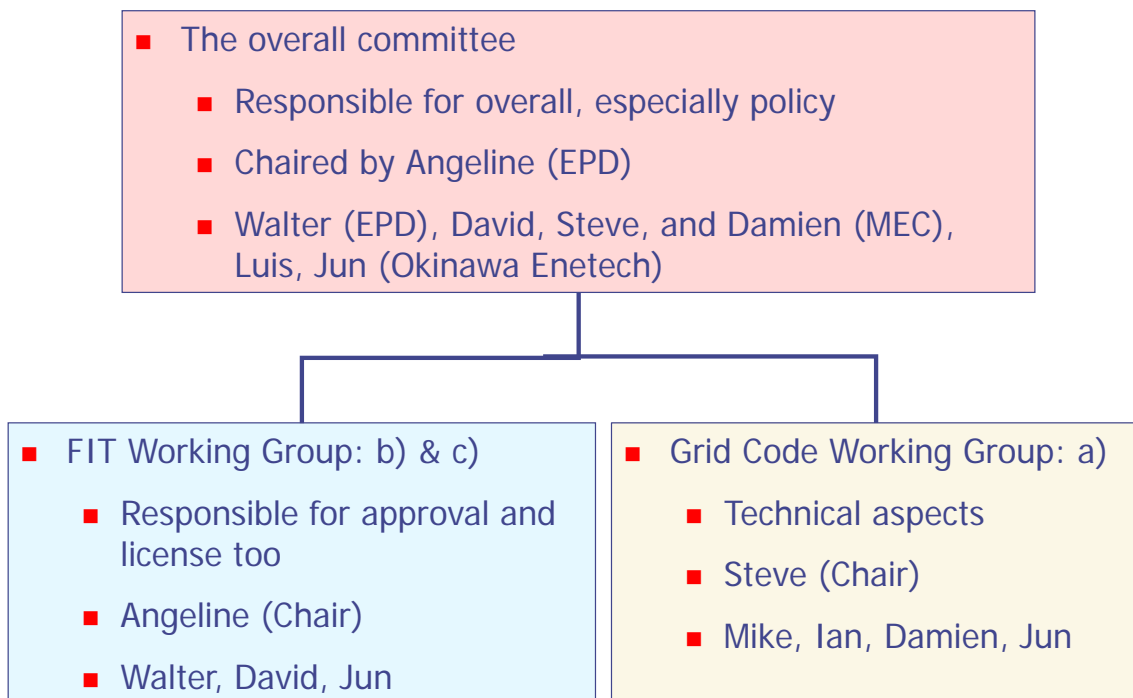 The overall committee
Responsible for overall, especially policy
Chaired by Angeline (EPD)
Walter (EPD), David, Steve, and Damien (MEC),
Luis, Jun (Okinawa Enetech)
FIT Working Group: b) & c)
Responsible for approval and
license too
Angeline (Chair)
Walter, David, Jun
Grid Code Working Group: a)
Technical aspects
Steve (Chair)
Mike, Ian, Damien, Jun